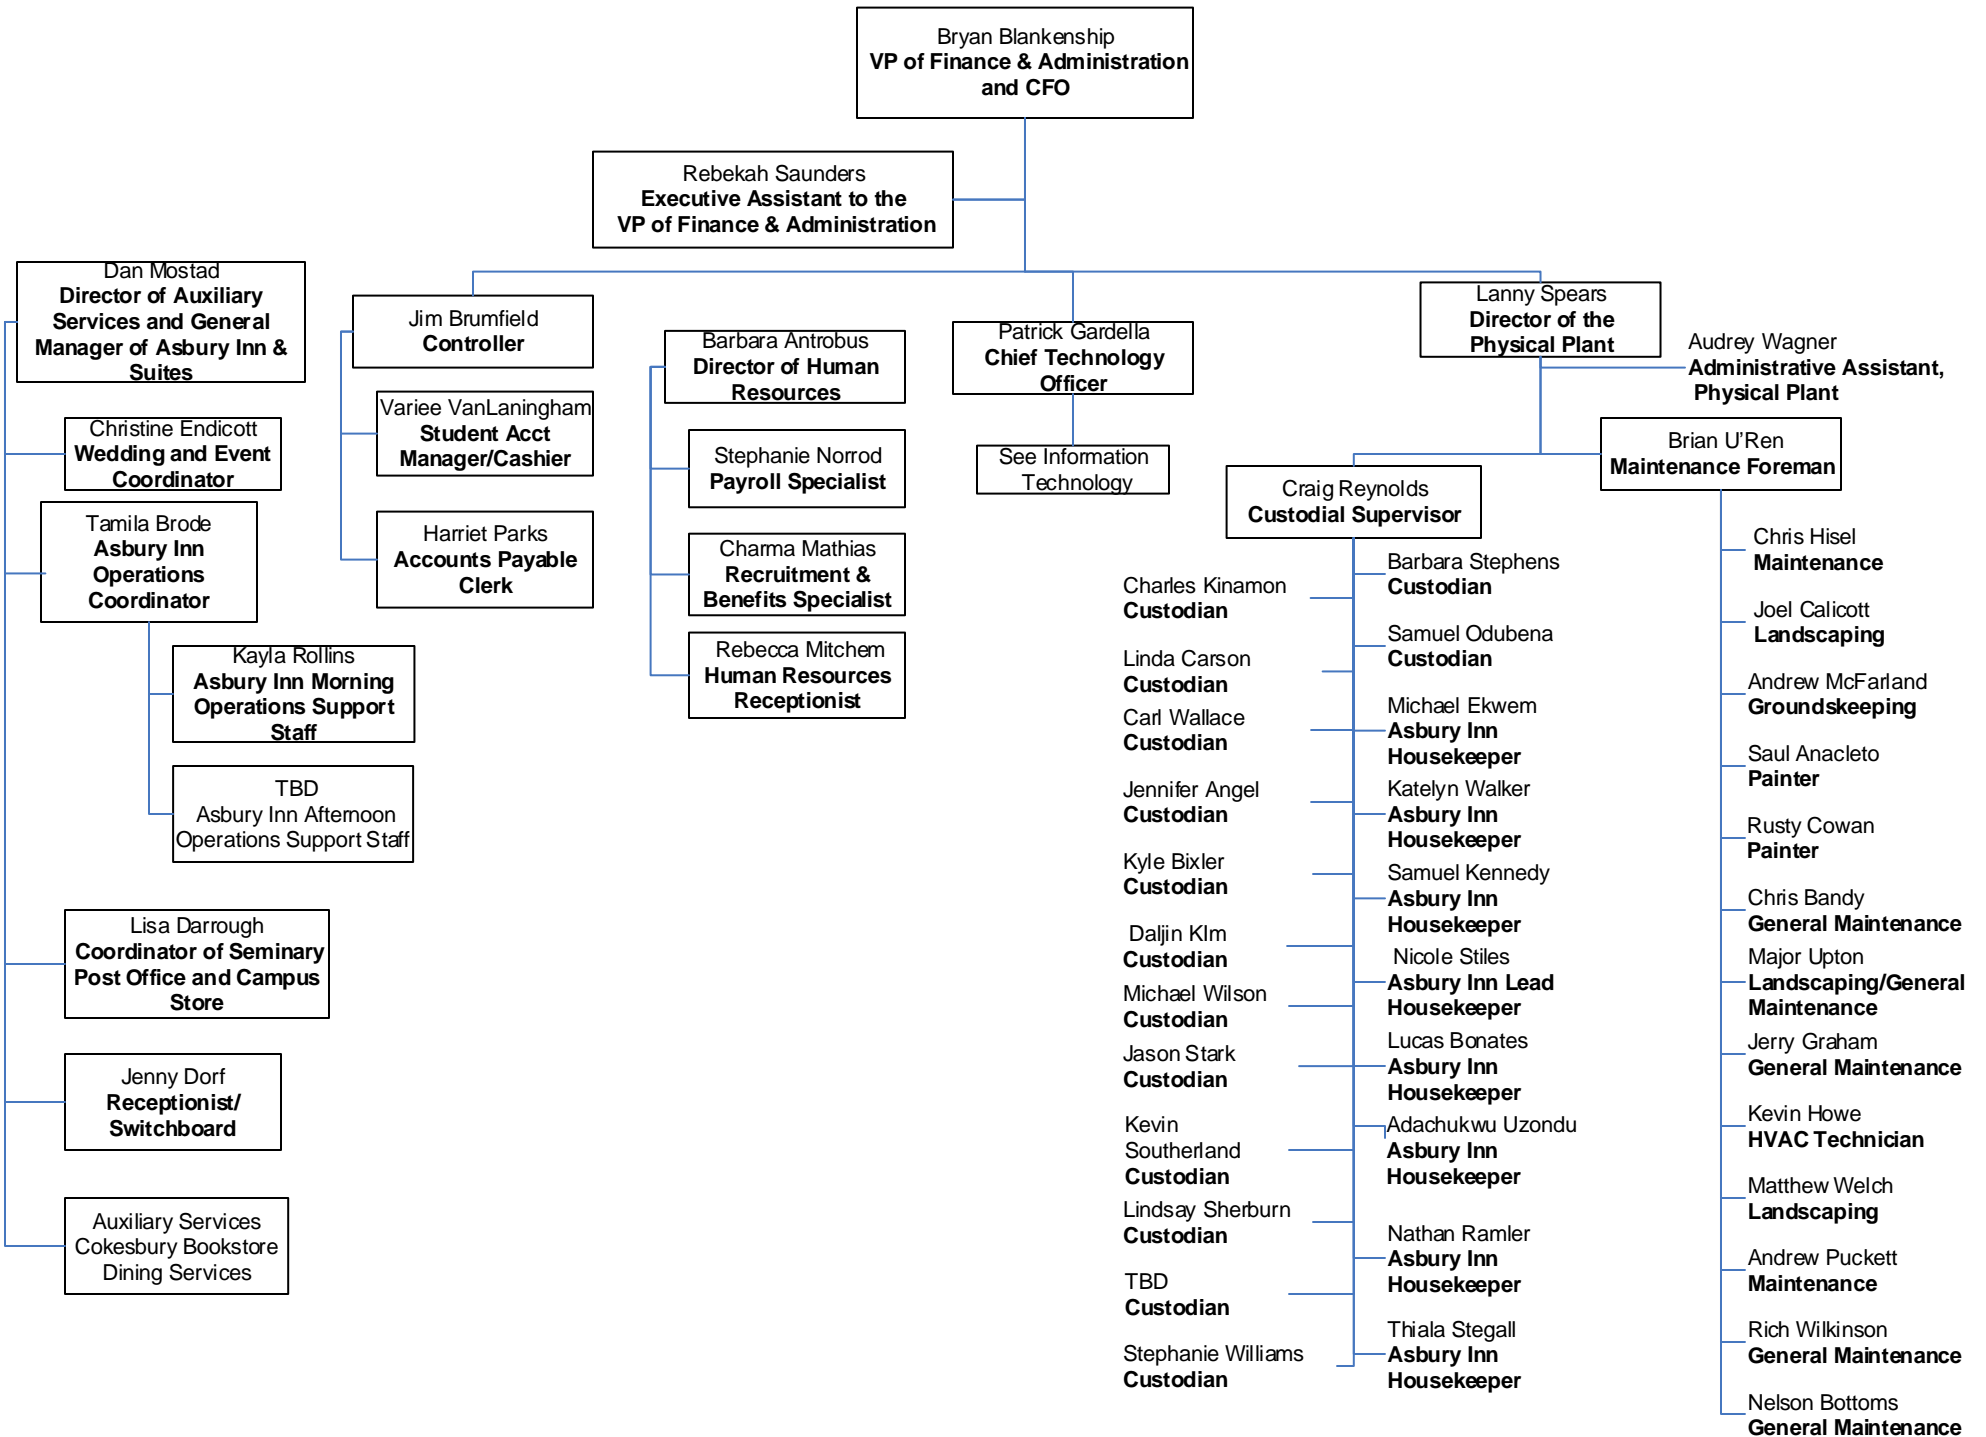 Bryan Blankenship
VP of Finance & Administration
and CFO
Rebekah Saunders
Executive Assistant to the
VP of Finance & Administration
Dan Mostad
Director of Auxiliary
Services and General
Manager of Asbury Inn &
Suites
Christine Endicott
Wedding and Event
Coordinator
Tamila Brode
Asbury Inn
Operations
Coordinator
Kayla Rollins
Asbury Inn Morning
Operations Support
Staff
TBD
Asbury Inn Afternoon
Operations Support Staff
Lisa Darrough
Coordinator of Seminary
Post Office and Campus
Store
Jenny Dorf
Receptionist/
Switchboard
Auxiliary Services
Cokesbury Bookstore
Dining Services
Jim Brumfield
Controller
Variee VanLaningham
Student Acct
Manager/Cashier
Harriet Parks
Accounts Payable
Clerk
Barbara Antrobus
Director of Human
Resources
Stephanie Norrod
Payroll Specialist
Charma Mathias
Recruitment &
Benefits Specialist
Rebecca Mitchem
Human Resources
Receptionist
Patrick Gardella
Chief Technology
Officer
See Information
Technology
Lanny Spears
Director of the
Physical Plant
Audrey Wagner
Administrative Assistant,
Physical Plant
Craig Reynolds
Custodial Supervisor
Charles Kinamon
Custodian
Linda Carson
Custodian
Carl Wallace
Custodian
Jennifer Angel
Custodian
Kyle Bixler
Custodian
Daljin KIm
Custodian
Michael Wilson
Custodian
Jason Stark
Custodian
Kevin
Southerland
Custodian
Lindsay Sherburn
Custodian
TBD
Custodian
Stephanie Williams
Custodian
Barbara Stephens
Custodian
Samuel Odubena
Custodian
Michael Ekwem
Asbury Inn
Housekeeper
Katelyn Walker
Asbury Inn
Housekeeper
Samuel Kennedy
Asbury Inn
Housekeeper
Nicole Stiles
Asbury Inn Lead
Housekeeper
Lucas Bonates
Asbury Inn
Housekeeper
Adachukwu Uzondu
Asbury Inn
Housekeeper
Nathan Ramler
Asbury Inn
Housekeeper
Thiala Stegall
Asbury Inn
Housekeeper
Brian U’Ren
Maintenance Foreman
Chris Hisel
Maintenance
Joel Calicott
Landscaping
Andrew McFarland
Groundskeeping
Saul Anacleto
Painter
Rusty Cowan
Painter
Chris Bandy
General Maintenance
Major Upton
Landscaping/General
Maintenance
Jerry Graham
General Maintenance
Kevin Howe
HVAC Technician
Matthew Welch
Landscaping
Andrew Puckett
Maintenance
Rich Wilkinson
General Maintenance
Nelson Bottoms
General Maintenance